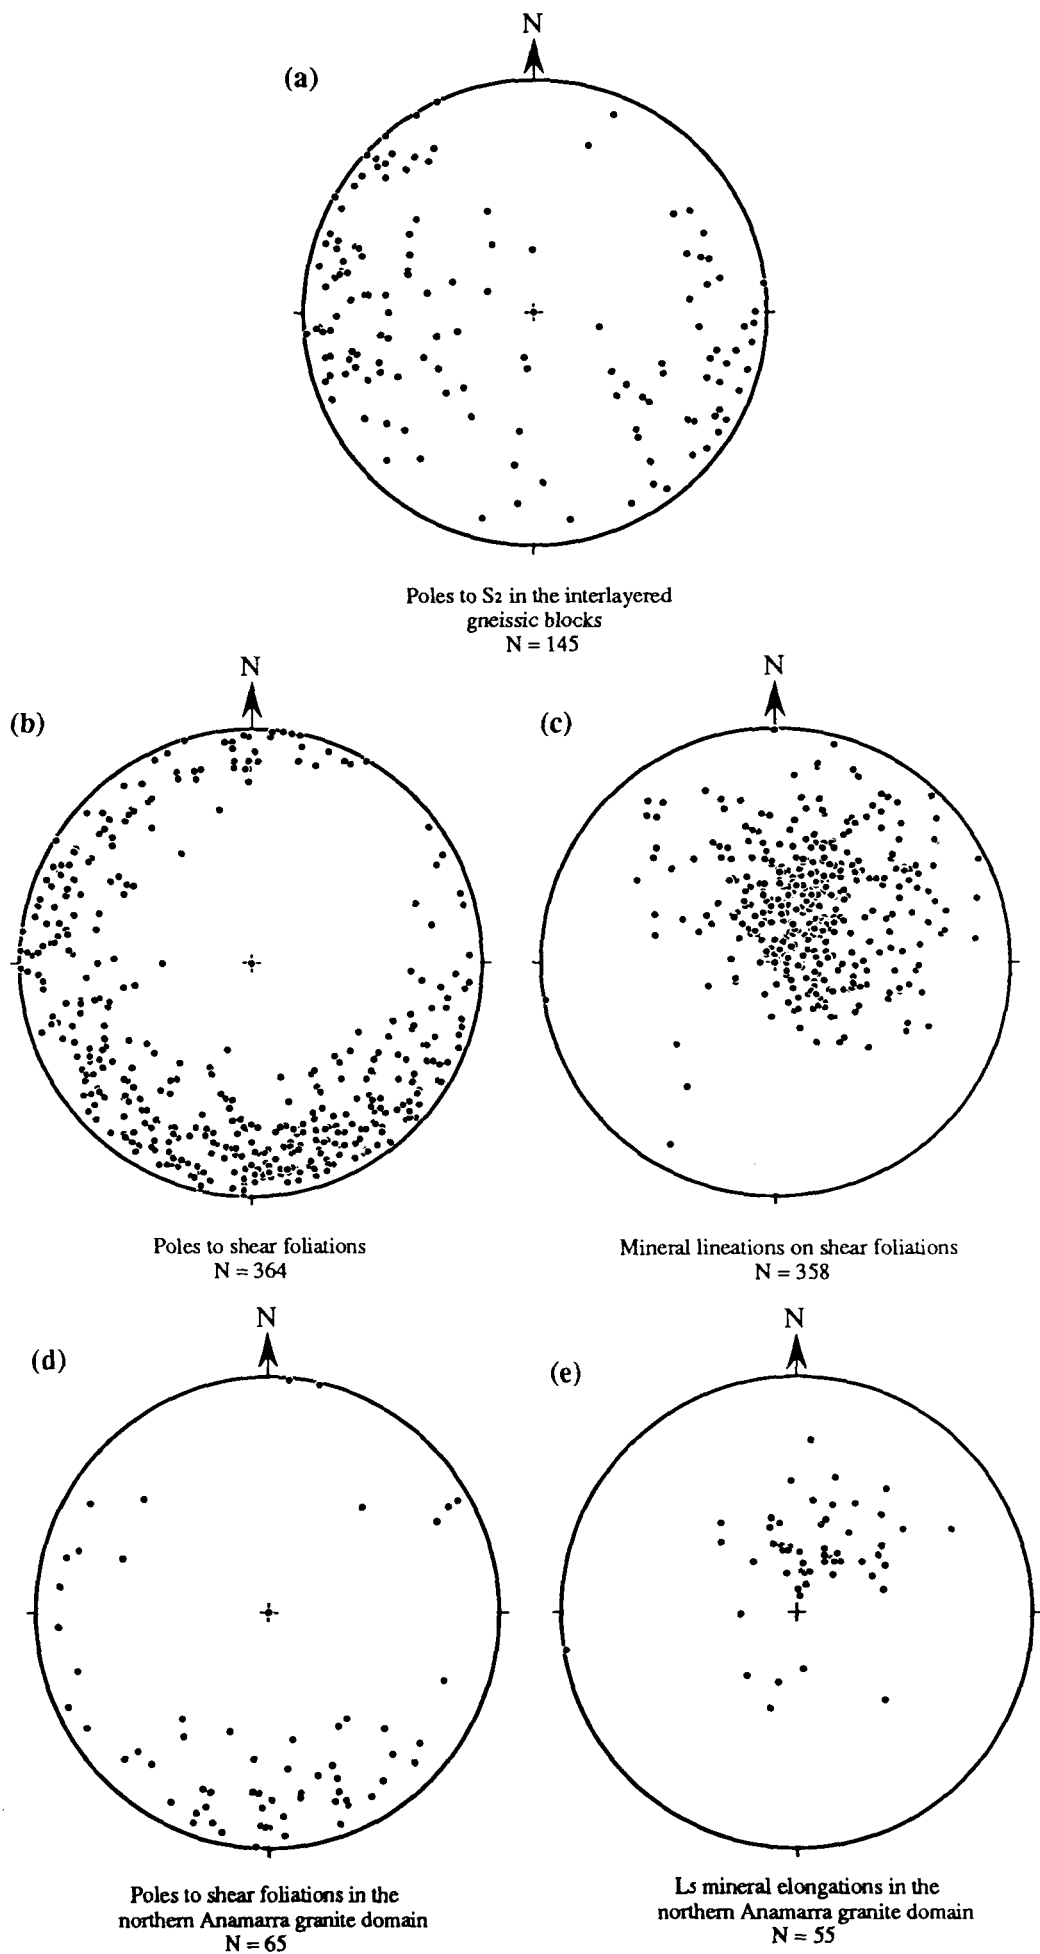 N
(a)
Poles to S2 in the interlayered
gneissic blocks
N = 145
N
(b)
Poles to shear foliations
N = 364
N
(c)
Mineral lineations on shear foliations
N = 358
N
(d)
Poles to shear foliations in the
northern Anamarra granite domain
N = 65
N
(e)
L5 mineral elongations in the
northern Anamarra granite domain
N = 55